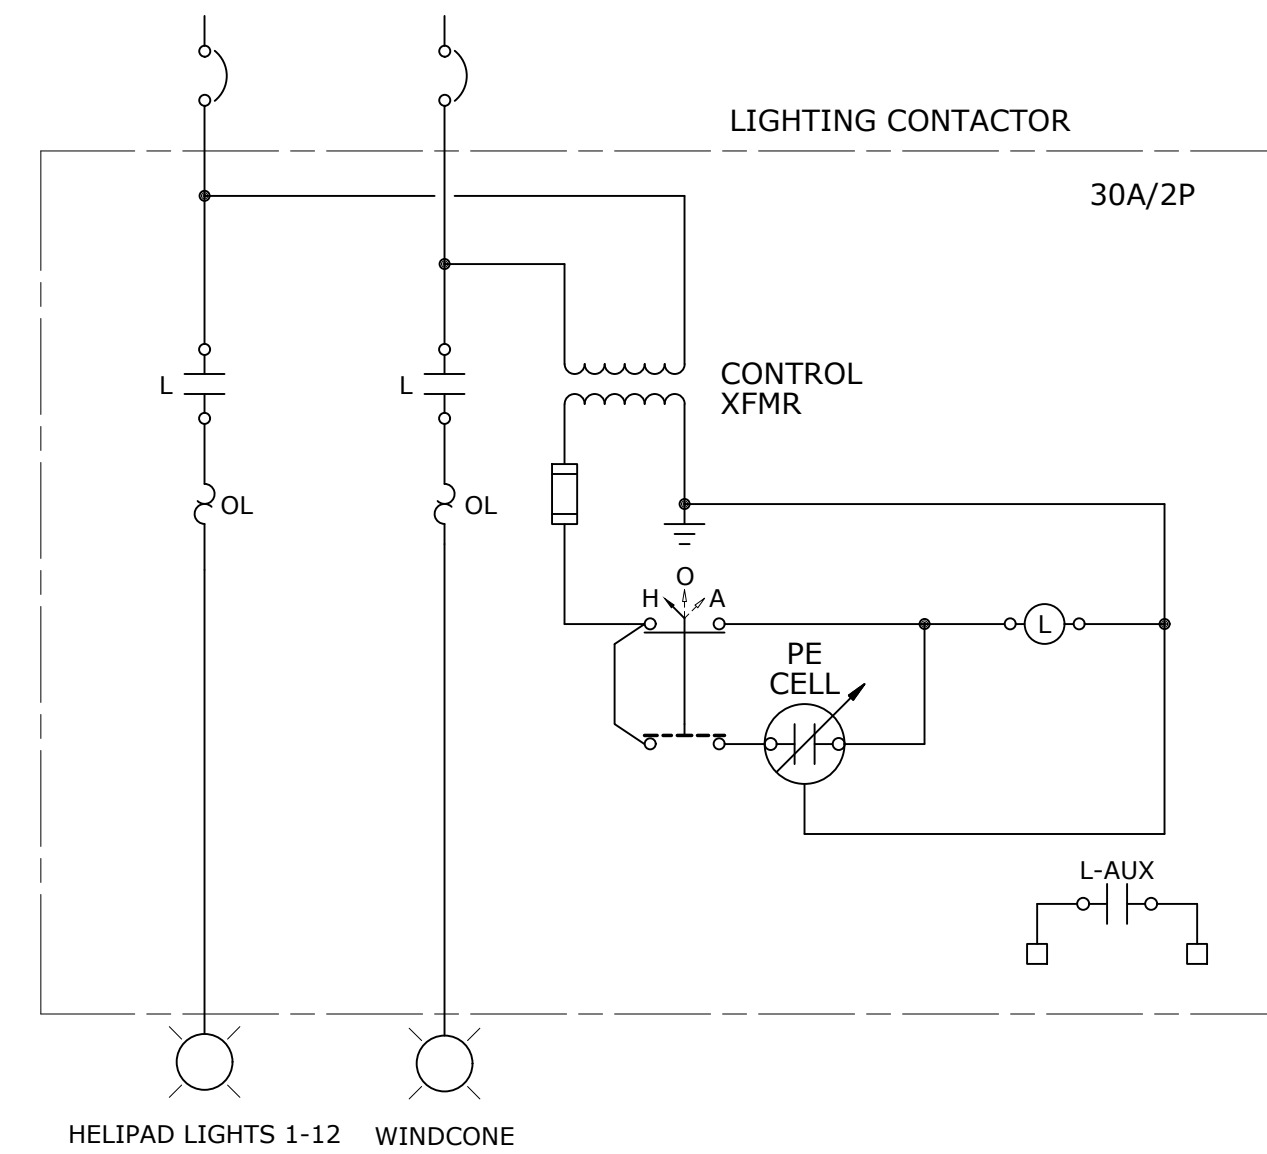 LIGHTING CONTACTOR
30A/2P
L
L
CONTROL
XFMR
OL
OL
O
H
A
L
PE
CELL
L-AUX
HELIPAD LIGHTS 1-12
WINDCONE